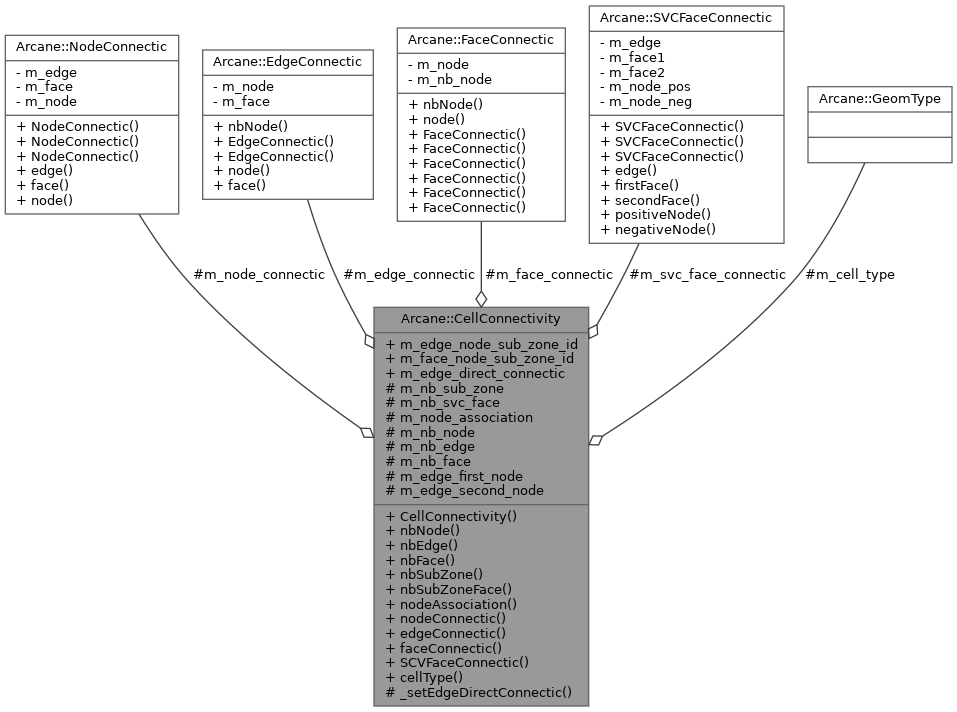 Arcane::NodeConnectic
- m_edge
- m_face
- m_node
+ NodeConnectic()
+ NodeConnectic()
+ NodeConnectic()
+ edge()
+ face()
+ node()
Arcane::EdgeConnectic
- m_node
- m_face
+ nbNode()
+ EdgeConnectic()
+ EdgeConnectic()
+ node()
+ face()
Arcane::FaceConnectic
- m_node
- m_nb_node
+ nbNode()
+ node()
+ FaceConnectic()
+ FaceConnectic()
+ FaceConnectic()
+ FaceConnectic()
+ FaceConnectic()
+ FaceConnectic()
Arcane::SVCFaceConnectic
- m_edge
- m_face1
- m_face2
- m_node_pos
- m_node_neg
+ SVCFaceConnectic()
+ SVCFaceConnectic()
+ SVCFaceConnectic()
+ edge()
+ firstFace()
+ secondFace()
+ positiveNode()
+ negativeNode()
Arcane::GeomType
#m_node_connectic
#m_edge_connectic
#m_face_connectic
#m_svc_face_connectic
#m_cell_type
Arcane::CellConnectivity
+ m_edge_node_sub_zone_id
+ m_face_node_sub_zone_id
+ m_edge_direct_connectic
# m_nb_sub_zone
# m_nb_svc_face
# m_node_association
# m_nb_node
# m_nb_edge
# m_nb_face
# m_edge_first_node
# m_edge_second_node
+ CellConnectivity()
+ nbNode()
+ nbEdge()
+ nbFace()
+ nbSubZone()
+ nbSubZoneFace()
+ nodeAssociation()
+ nodeConnectic()
+ edgeConnectic()
+ faceConnectic()
+ SCVFaceConnectic()
+ cellType()
# _setEdgeDirectConnectic()